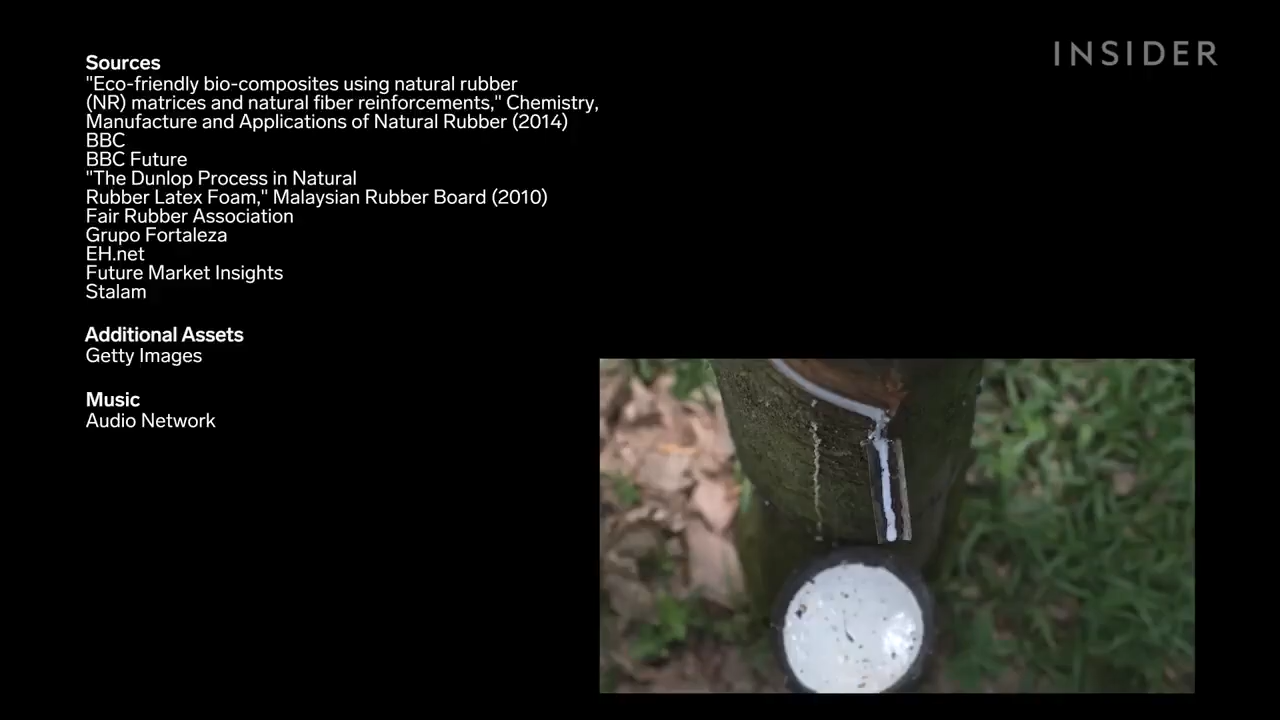 INSIDER
Sources
"Eco-friendly bio-composites using natural rubber
(NR) matrices and natural fiber reinforcements," Chemistry,
Manufacture and Applications of Natural Rubber (2014)
BBC
BBC Future
"The Dunlop Process in Natural
Rubber Latex Foam," Malaysian Rubber Board (2010)
Fair Rubber Association
Grupo Fortaleza
EH.net
Future Market Insights
Stalam
Additional Assets
Getty Images
Music
Audio Network